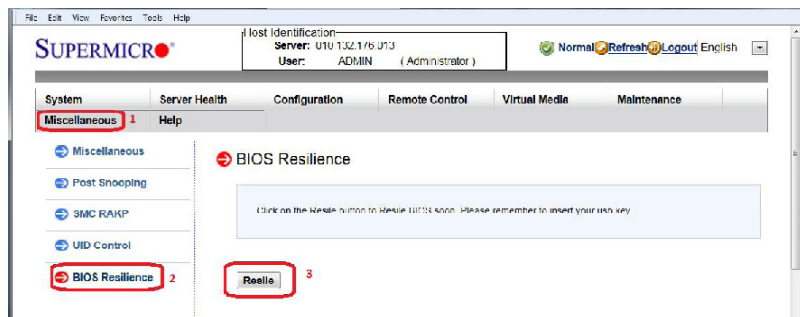 File Edit View Favorites Tools Help
SUPERMICRO
Host Identification
Server: 010.132.176.013
User: ADMIN ( Administrator )
Normal Refresh Logout English
System Server Health Configuration Remote Control Virtual Media Maintenance
Miscellaneous 1 Help
Miscellaneous
Post Snooping
SMC RAKP
UID Control
BIOS Resilience 2
BIOS Resilience
Click on the Resile button to Resile BIOS soon. Please remember to insert your usb key
Resile 3